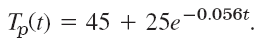 Tₚ(t) = 45 + 25e⁻⁰·⁰⁵⁶ᵗ.